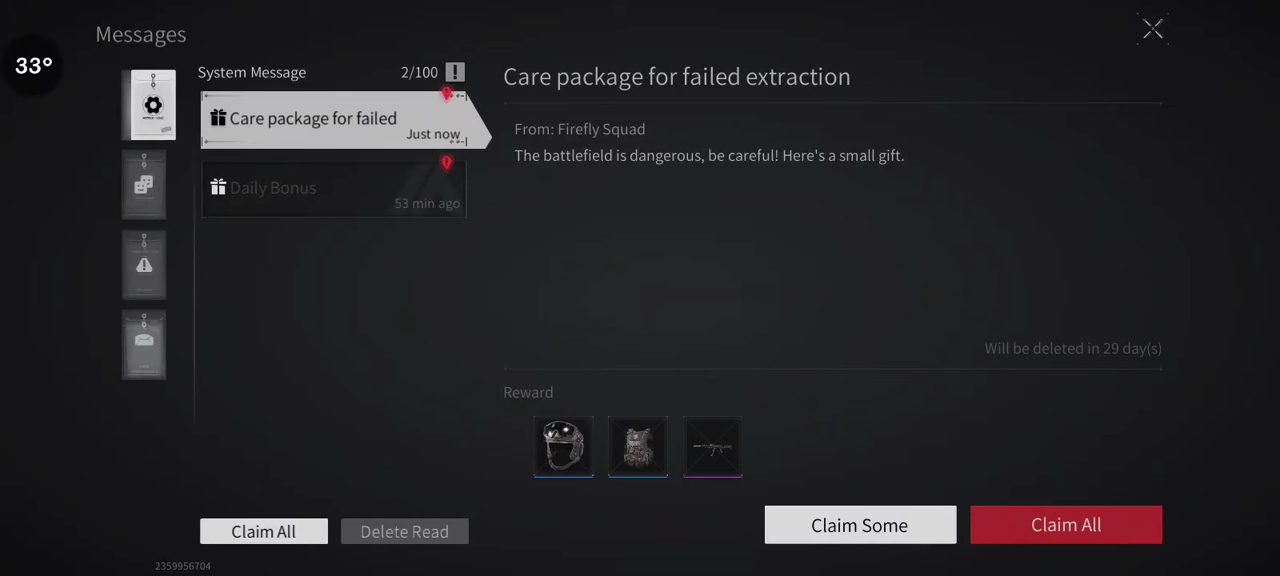 Messages
33°
System Message
2/100
Care package for failed
Just now
Daily Bonus
53 min ago
Claim All
Delete Read
2359956704
Care package for failed extraction
From: Firefly Squad
The battlefield is dangerous, be careful! Here's a small gift.
Will be deleted in 29 day(s)
Reward
Claim Some
Claim All